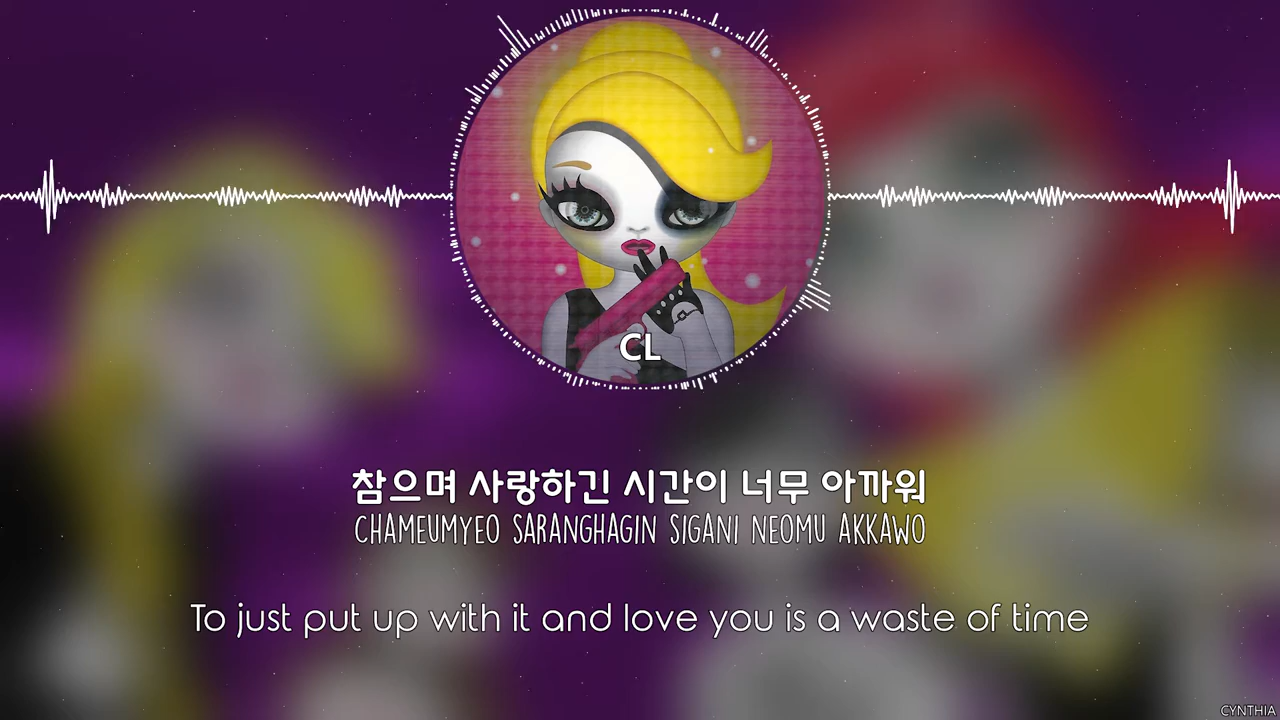 CL
참으며 사랑하긴 시간이 너무 아까워
CHAMEUMYEO SARANGHAGIN SIGANI NEOMU AKKAWO
To just put up with it and love you is a waste of time
CYNTHIA